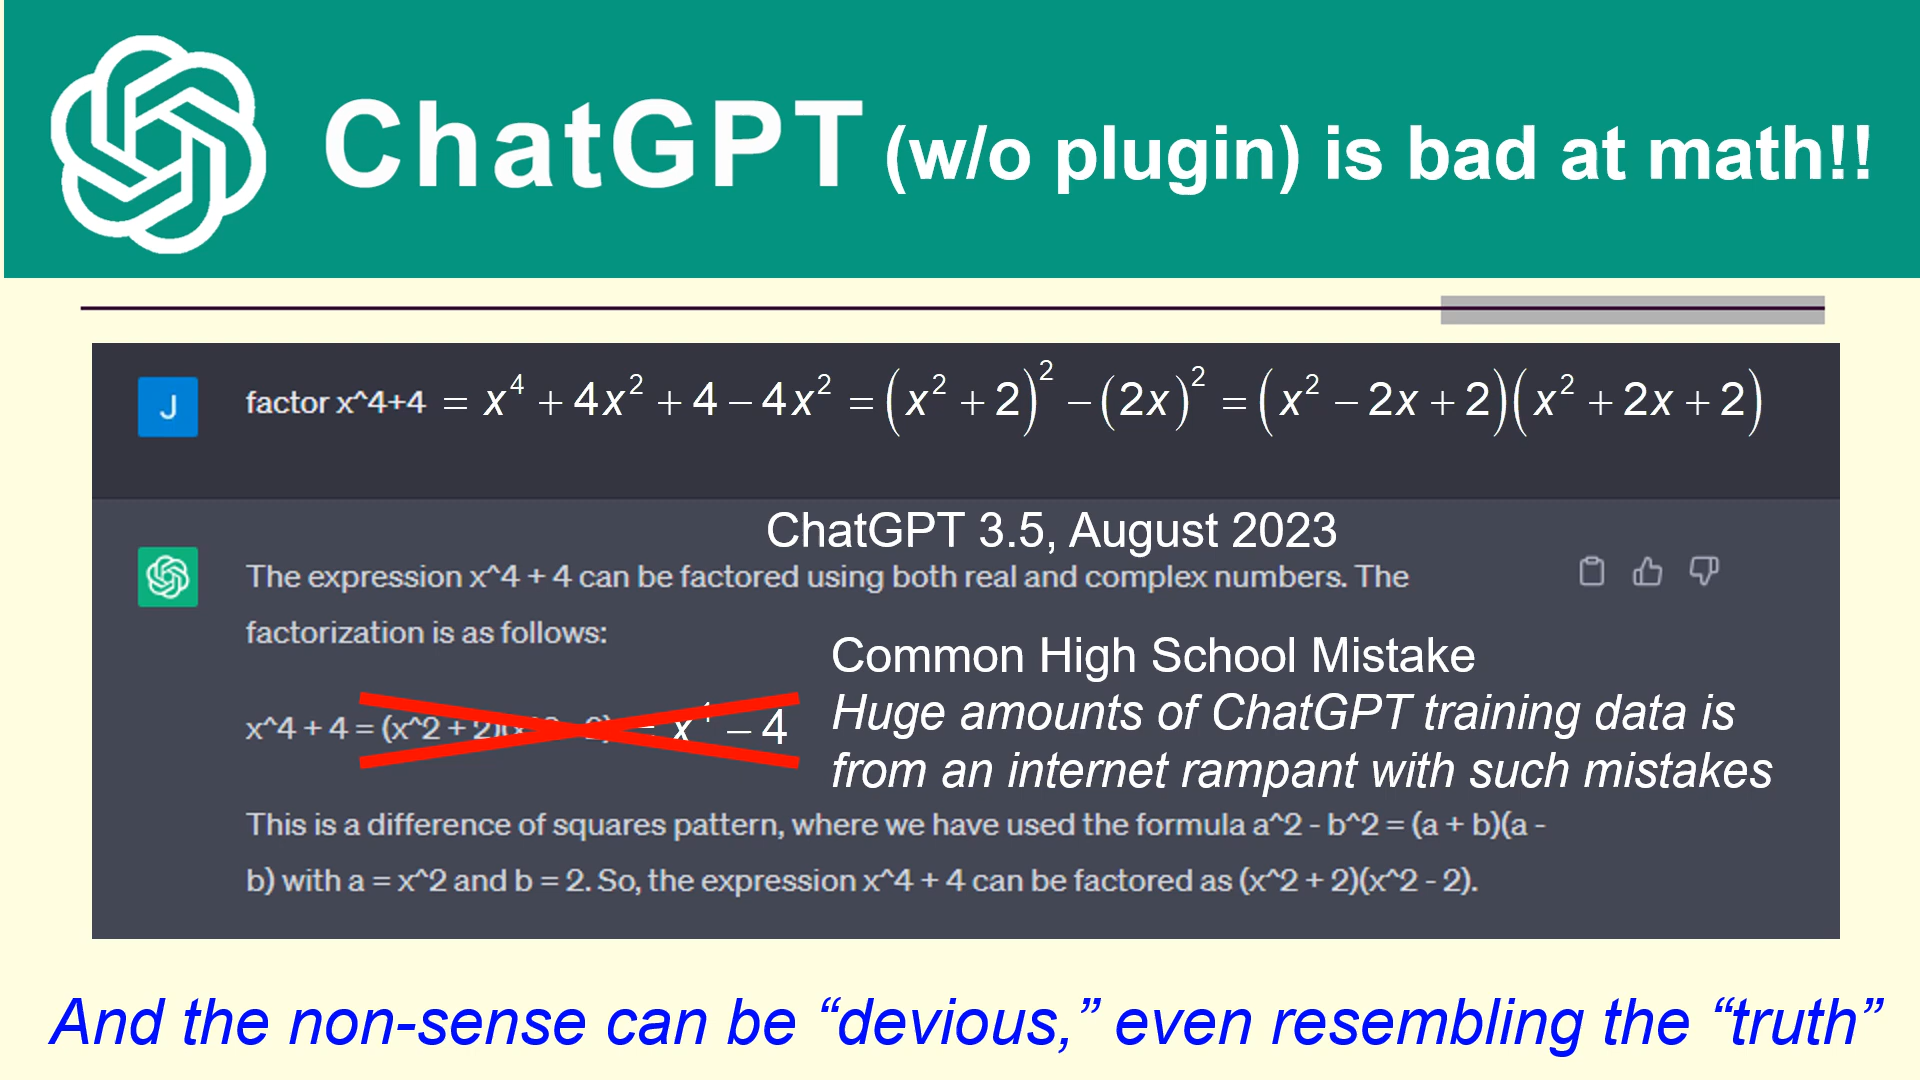 ChatGPT (w/o plugin) is bad at math!!
J
factor x^4+4 = x⁴ + 4x² + 4 − 4x² = (x² + 2)² − (2x)² = (x² − 2x + 2)(x² + 2x + 2)
ChatGPT 3.5, August 2023
The expression x^4 + 4 can be factored using both real and complex numbers. The
factorization is as follows:
Common High School Mistake
Huge amounts of ChatGPT training data is
from an internet rampant with such mistakes
x^4 + 4 = (x^2 + 2)( = x − 4
This is a difference of squares pattern, where we have used the formula a^2 - b^2 = (a + b)(a -
b) with a = x^2 and b = 2. So, the expression x^4 + 4 can be factored as (x^2 + 2)(x^2 - 2).
And the non-sense can be “devious,” even resembling the “truth”